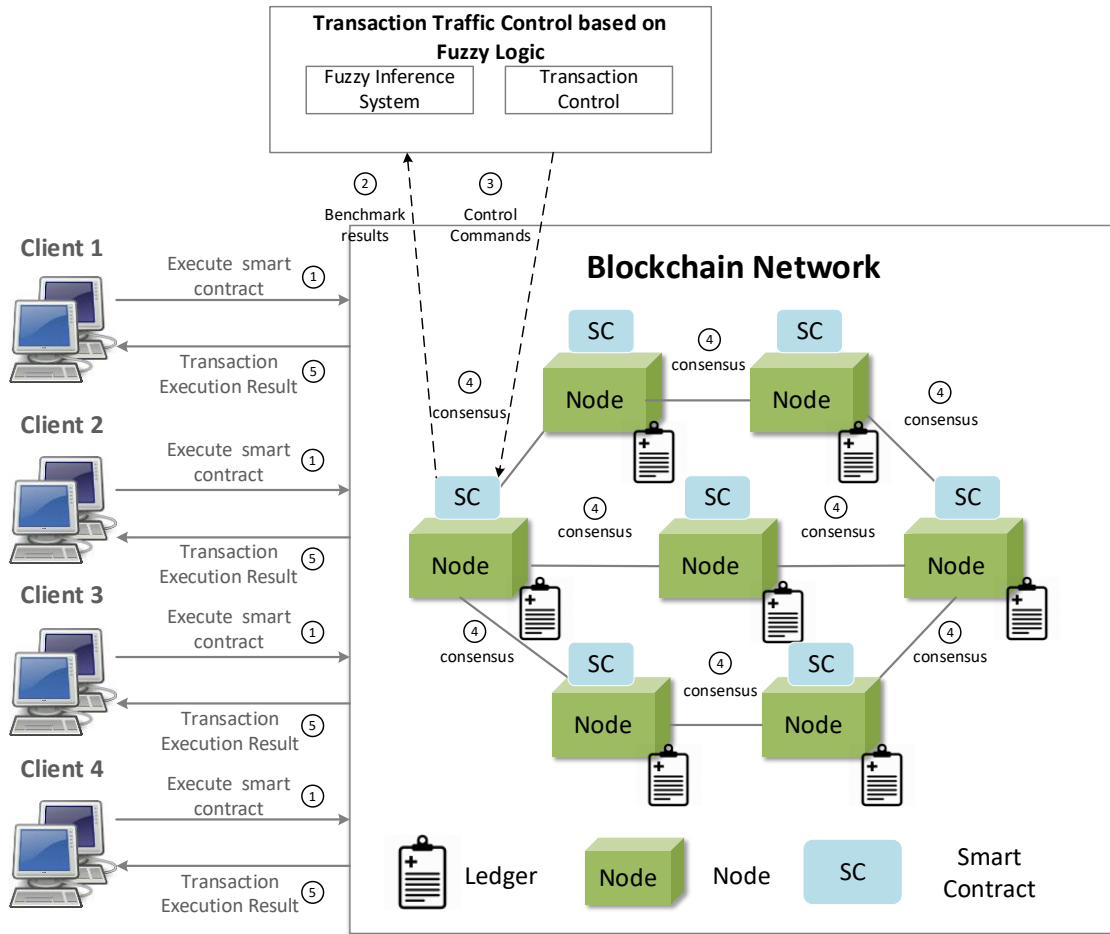 Transaction Traffic Control based on
Fuzzy Logic
Fuzzy Inference
System
Transaction
Control
2
Benchmark
results
3
Control
Commands
Client 1
Execute smart
contract
1
Transaction
Execution Result
5
Client 2
Execute smart
contract
1
Transaction
Execution Result
5
Client 3
Execute smart
contract
1
Transaction
Execution Result
5
Client 4
Execute smart
contract
1
Transaction
Execution Result
5
Blockchain Network
SC
Node
4
consensus
SC
Node
4
consensus
4
consensus
SC
Node
4
consensus
SC
Node
4
consensus
SC
Node
4
consensus
SC
Node
4
consensus
SC
Node
4
consensus
Ledger
Node
Node
SC
Smart
Contract